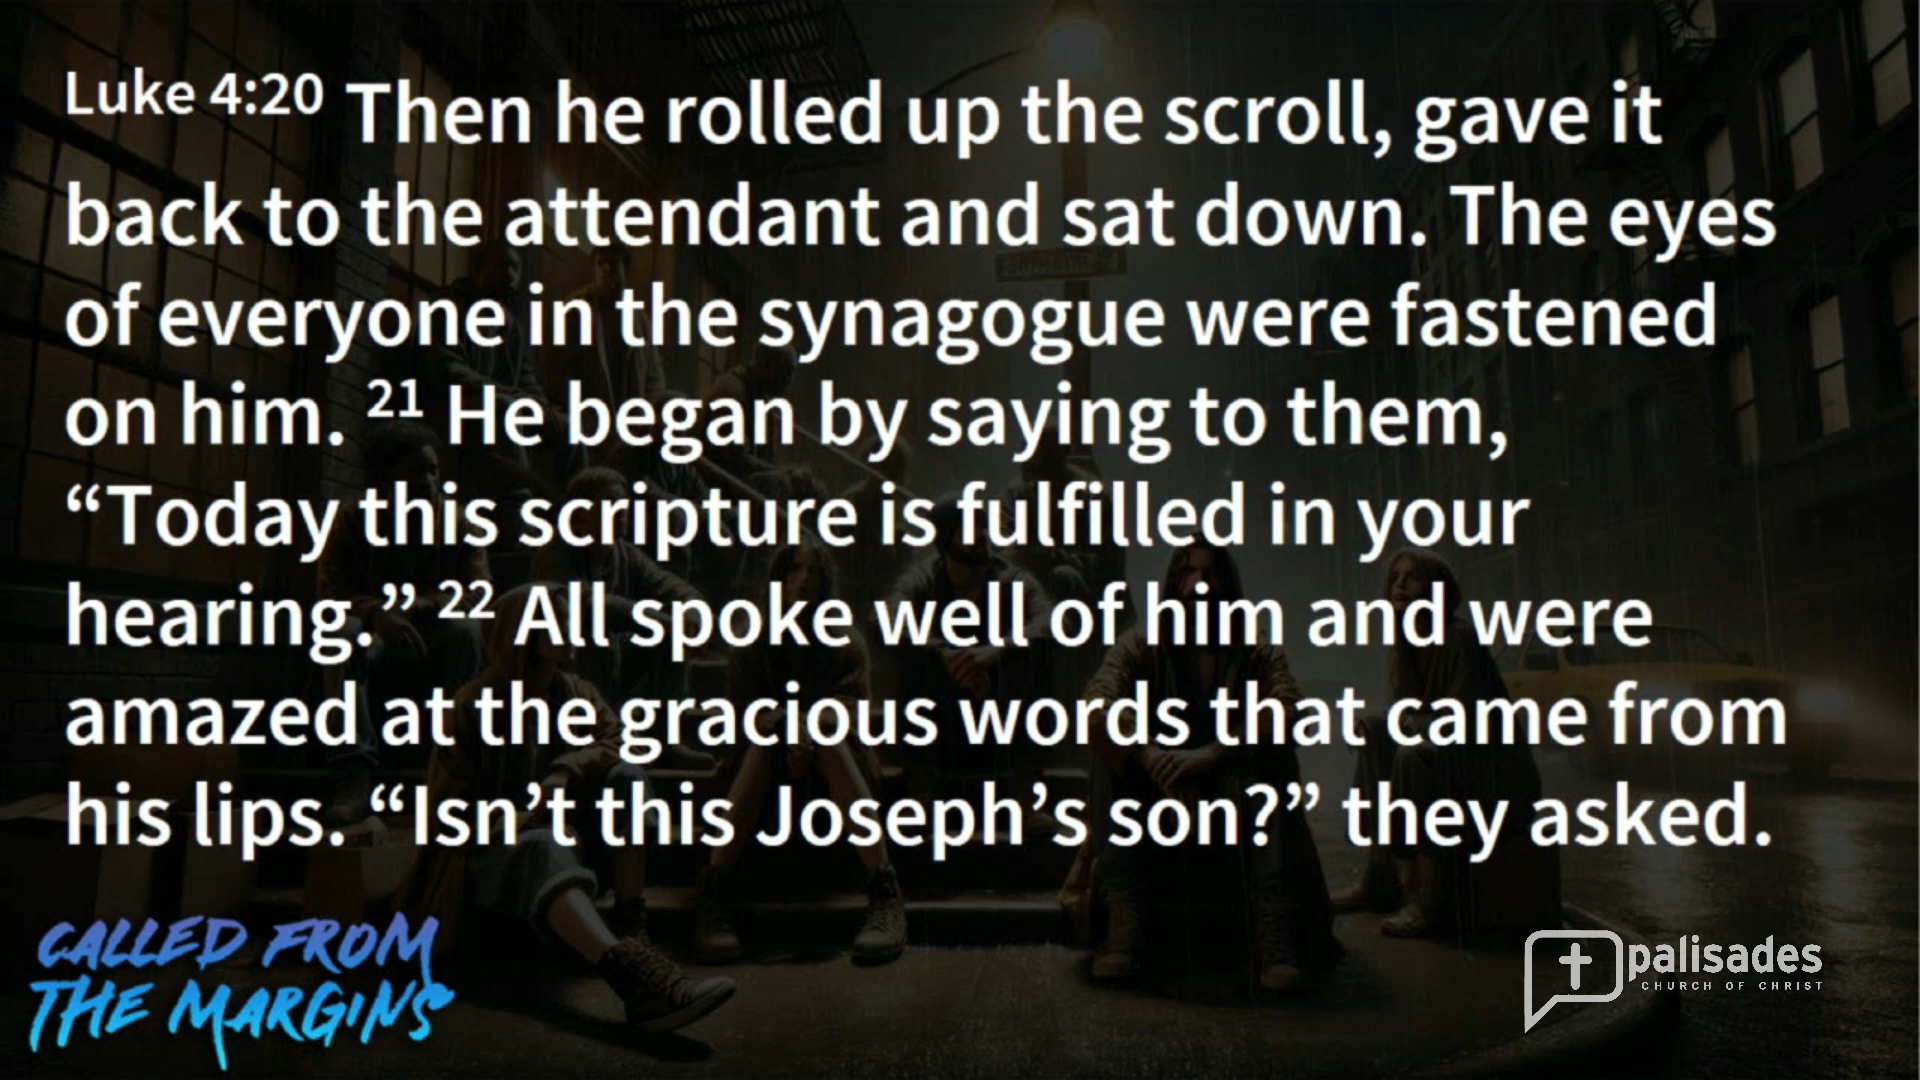 Luke 4:20 Then he rolled up the scroll, gave it
back to the attendant and sat down. The eyes
of everyone in the synagogue were fastened
on him. 21 He began by saying to them,
“Today this scripture is fulfilled in your
hearing.” 22 All spoke well of him and were
amazed at the gracious words that came from
his lips. “Isn’t this Joseph’s son?” they asked.
CALLED FROM
THE MARGINS
palisades
CHURCH OF CHRIST